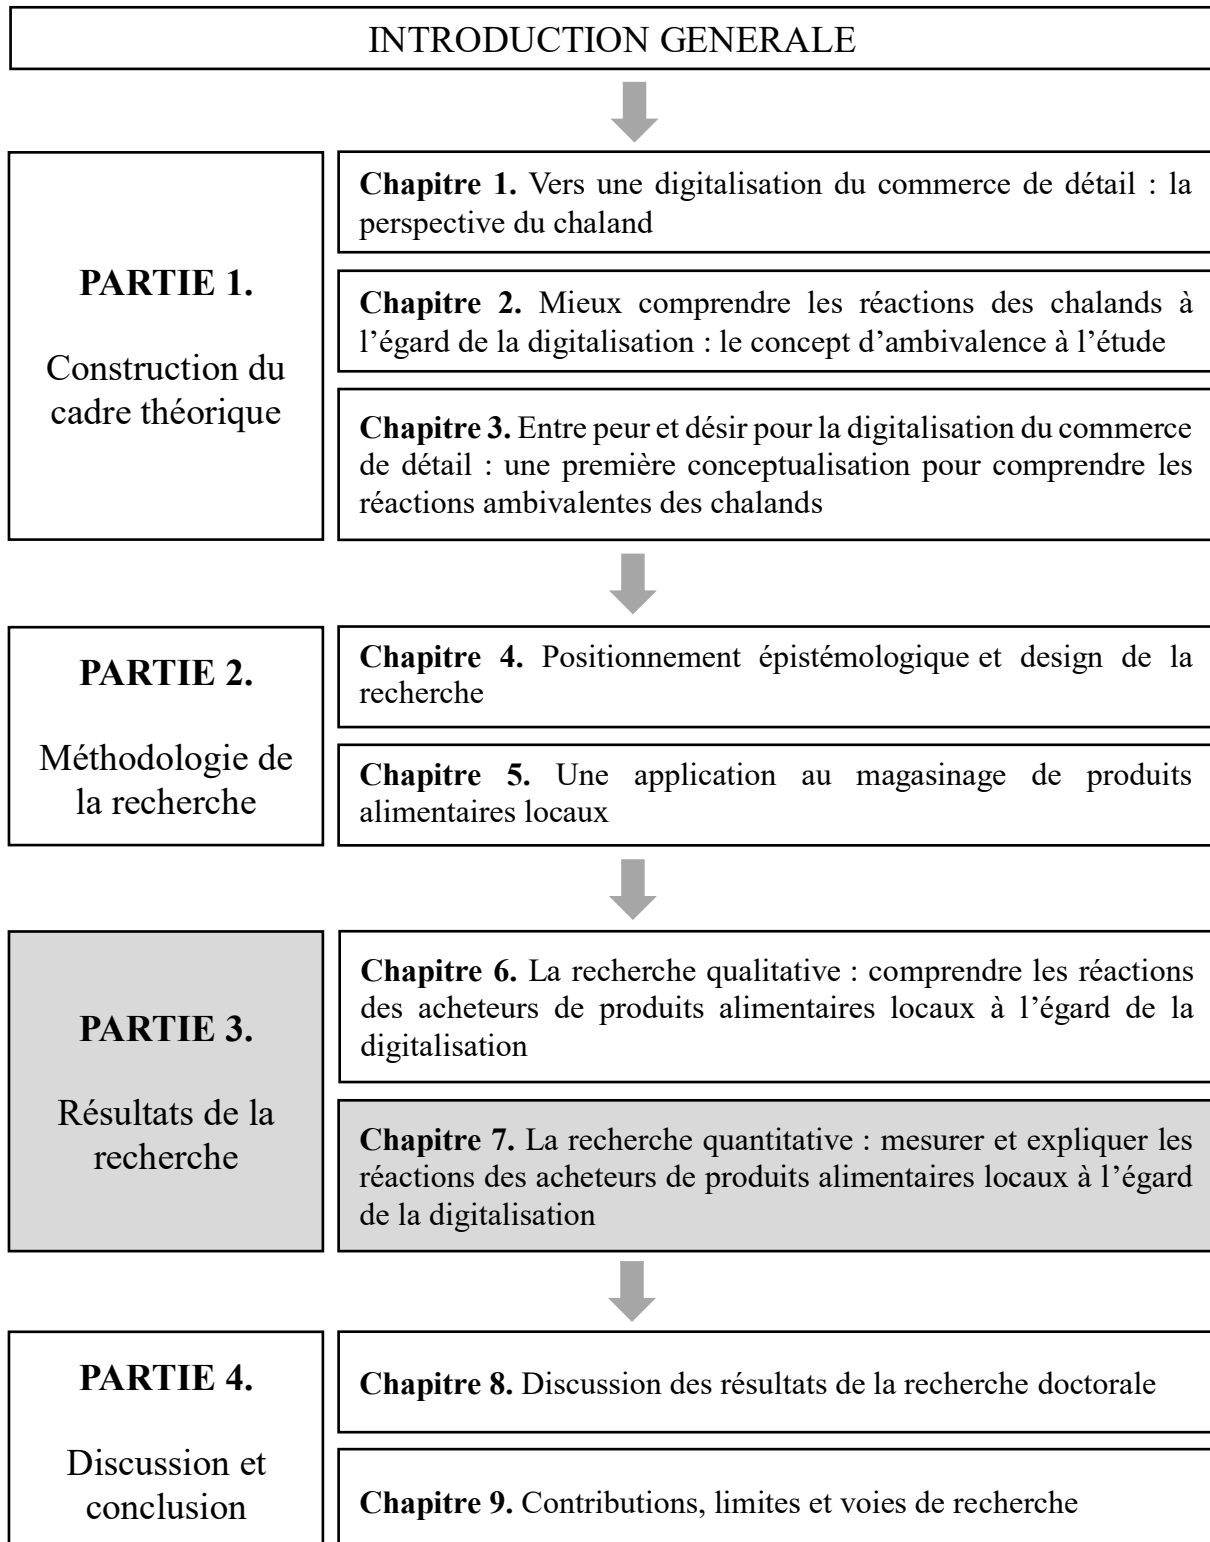 INTRODUCTION GENERALE
PARTIE 1.
Construction du
cadre théorique
Chapitre 1. Vers une digitalisation du commerce de détail : la
perspective du chaland
Chapitre 2. Mieux comprendre les réactions des chalands à
l’égard de la digitalisation : le concept d’ambivalence à l’étude
Chapitre 3. Entre peur et désir pour la digitalisation du commerce
de détail : une première conceptualisation pour comprendre les
réactions ambivalentes des chalands
PARTIE 2.
Méthodologie de
la recherche
Chapitre 4. Positionnement épistémologique et design de la
recherche
Chapitre 5. Une application au magasinage de produits
alimentaires locaux
PARTIE 3.
Résultats de la
recherche
Chapitre 6. La recherche qualitative : comprendre les réactions
des acheteurs de produits alimentaires locaux à l’égard de la
digitalisation
Chapitre 7. La recherche quantitative : mesurer et expliquer les
réactions des acheteurs de produits alimentaires locaux à l’égard
de la digitalisation
PARTIE 4.
Discussion et
conclusion
Chapitre 8. Discussion des résultats de la recherche doctorale
Chapitre 9. Contributions, limites et voies de recherche